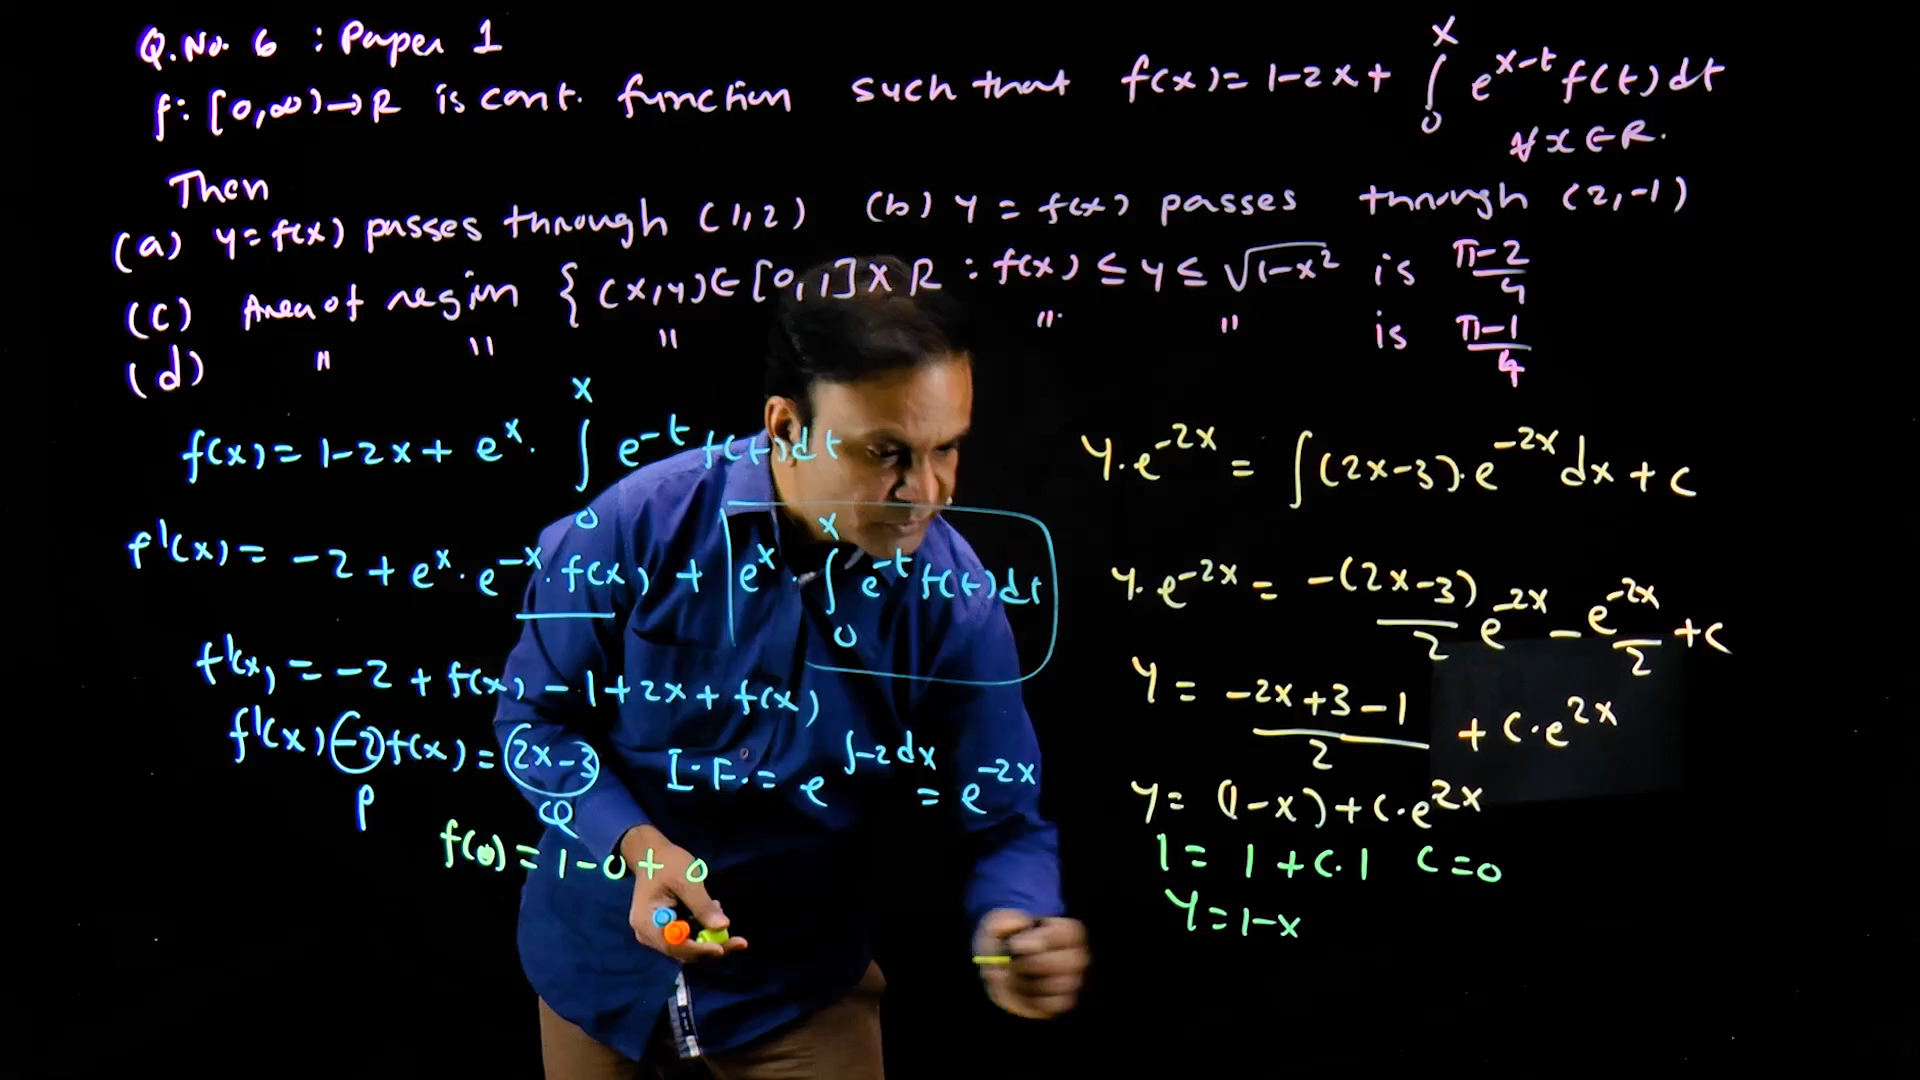 Q.No. 6 : Paper 1
f: [0,∞)→R is cont. function such that f(x) = 1-2x + ∫₀ˣ e^{x-t} f(t) dt
∀ x ∈ R.
Then
(a) y=f(x) passes through (1,2) (b) y = f(x) passes through (2,-1)
(c) Area of region { (x,y) ∈ [0,1] X R : f(x) ≤ y ≤ √(1-x²) is π-2/4
(d) " " " " " is π-1/4
f(x) = 1-2x + eˣ. ∫₀ˣ e^{-t} f(t) dt
f'(x) = -2 + eˣ. e^{-x}. f(x) + eˣ. ∫₀ˣ e^{-t} f(t) dt
f'(x) = -2 + f(x) - 1 + 2x + f(x)
f'(x) -2 f(x) = 2x-3
P Q
I.F. = e^{∫-2dx} = e^{-2x}
f(0) = 1-0+0
y. e^{-2x} = ∫(2x-3). e^{-2x} dx + c
y. e^{-2x} = -(2x-3)/2 e^{-2x} - e^{-2x}/2 + c
y = -2x+3-1/2 + c.e^{2x}
y = (1-x) + c.e^{2x}
1 = 1 + c.1 c = 0
y = 1-x